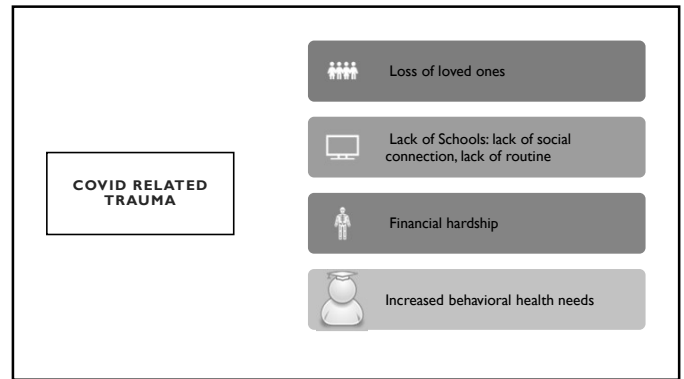 COVID RELATED
TRAUMA
Loss of loved ones
Lack of Schools: lack of social
connection, lack of routine
Financial hardship
Increased behavioral health needs